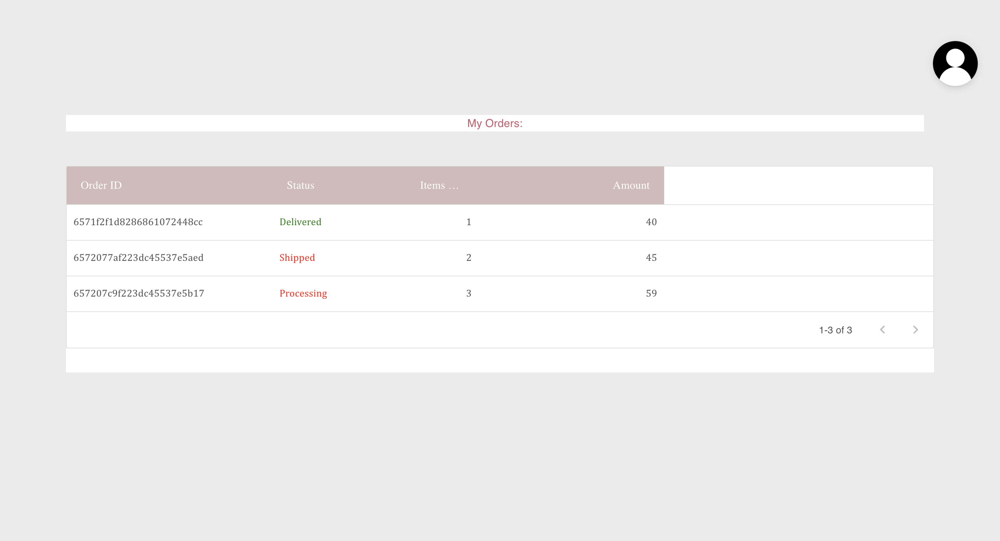 My Orders:
Order ID Status Items … Amount
6571f2f1d8286861072448cc Delivered 1 40
6572077af223dc45537e5aed Shipped 2 45
657207c9f223dc45537e5b17 Processing 3 59
1-3 of 3